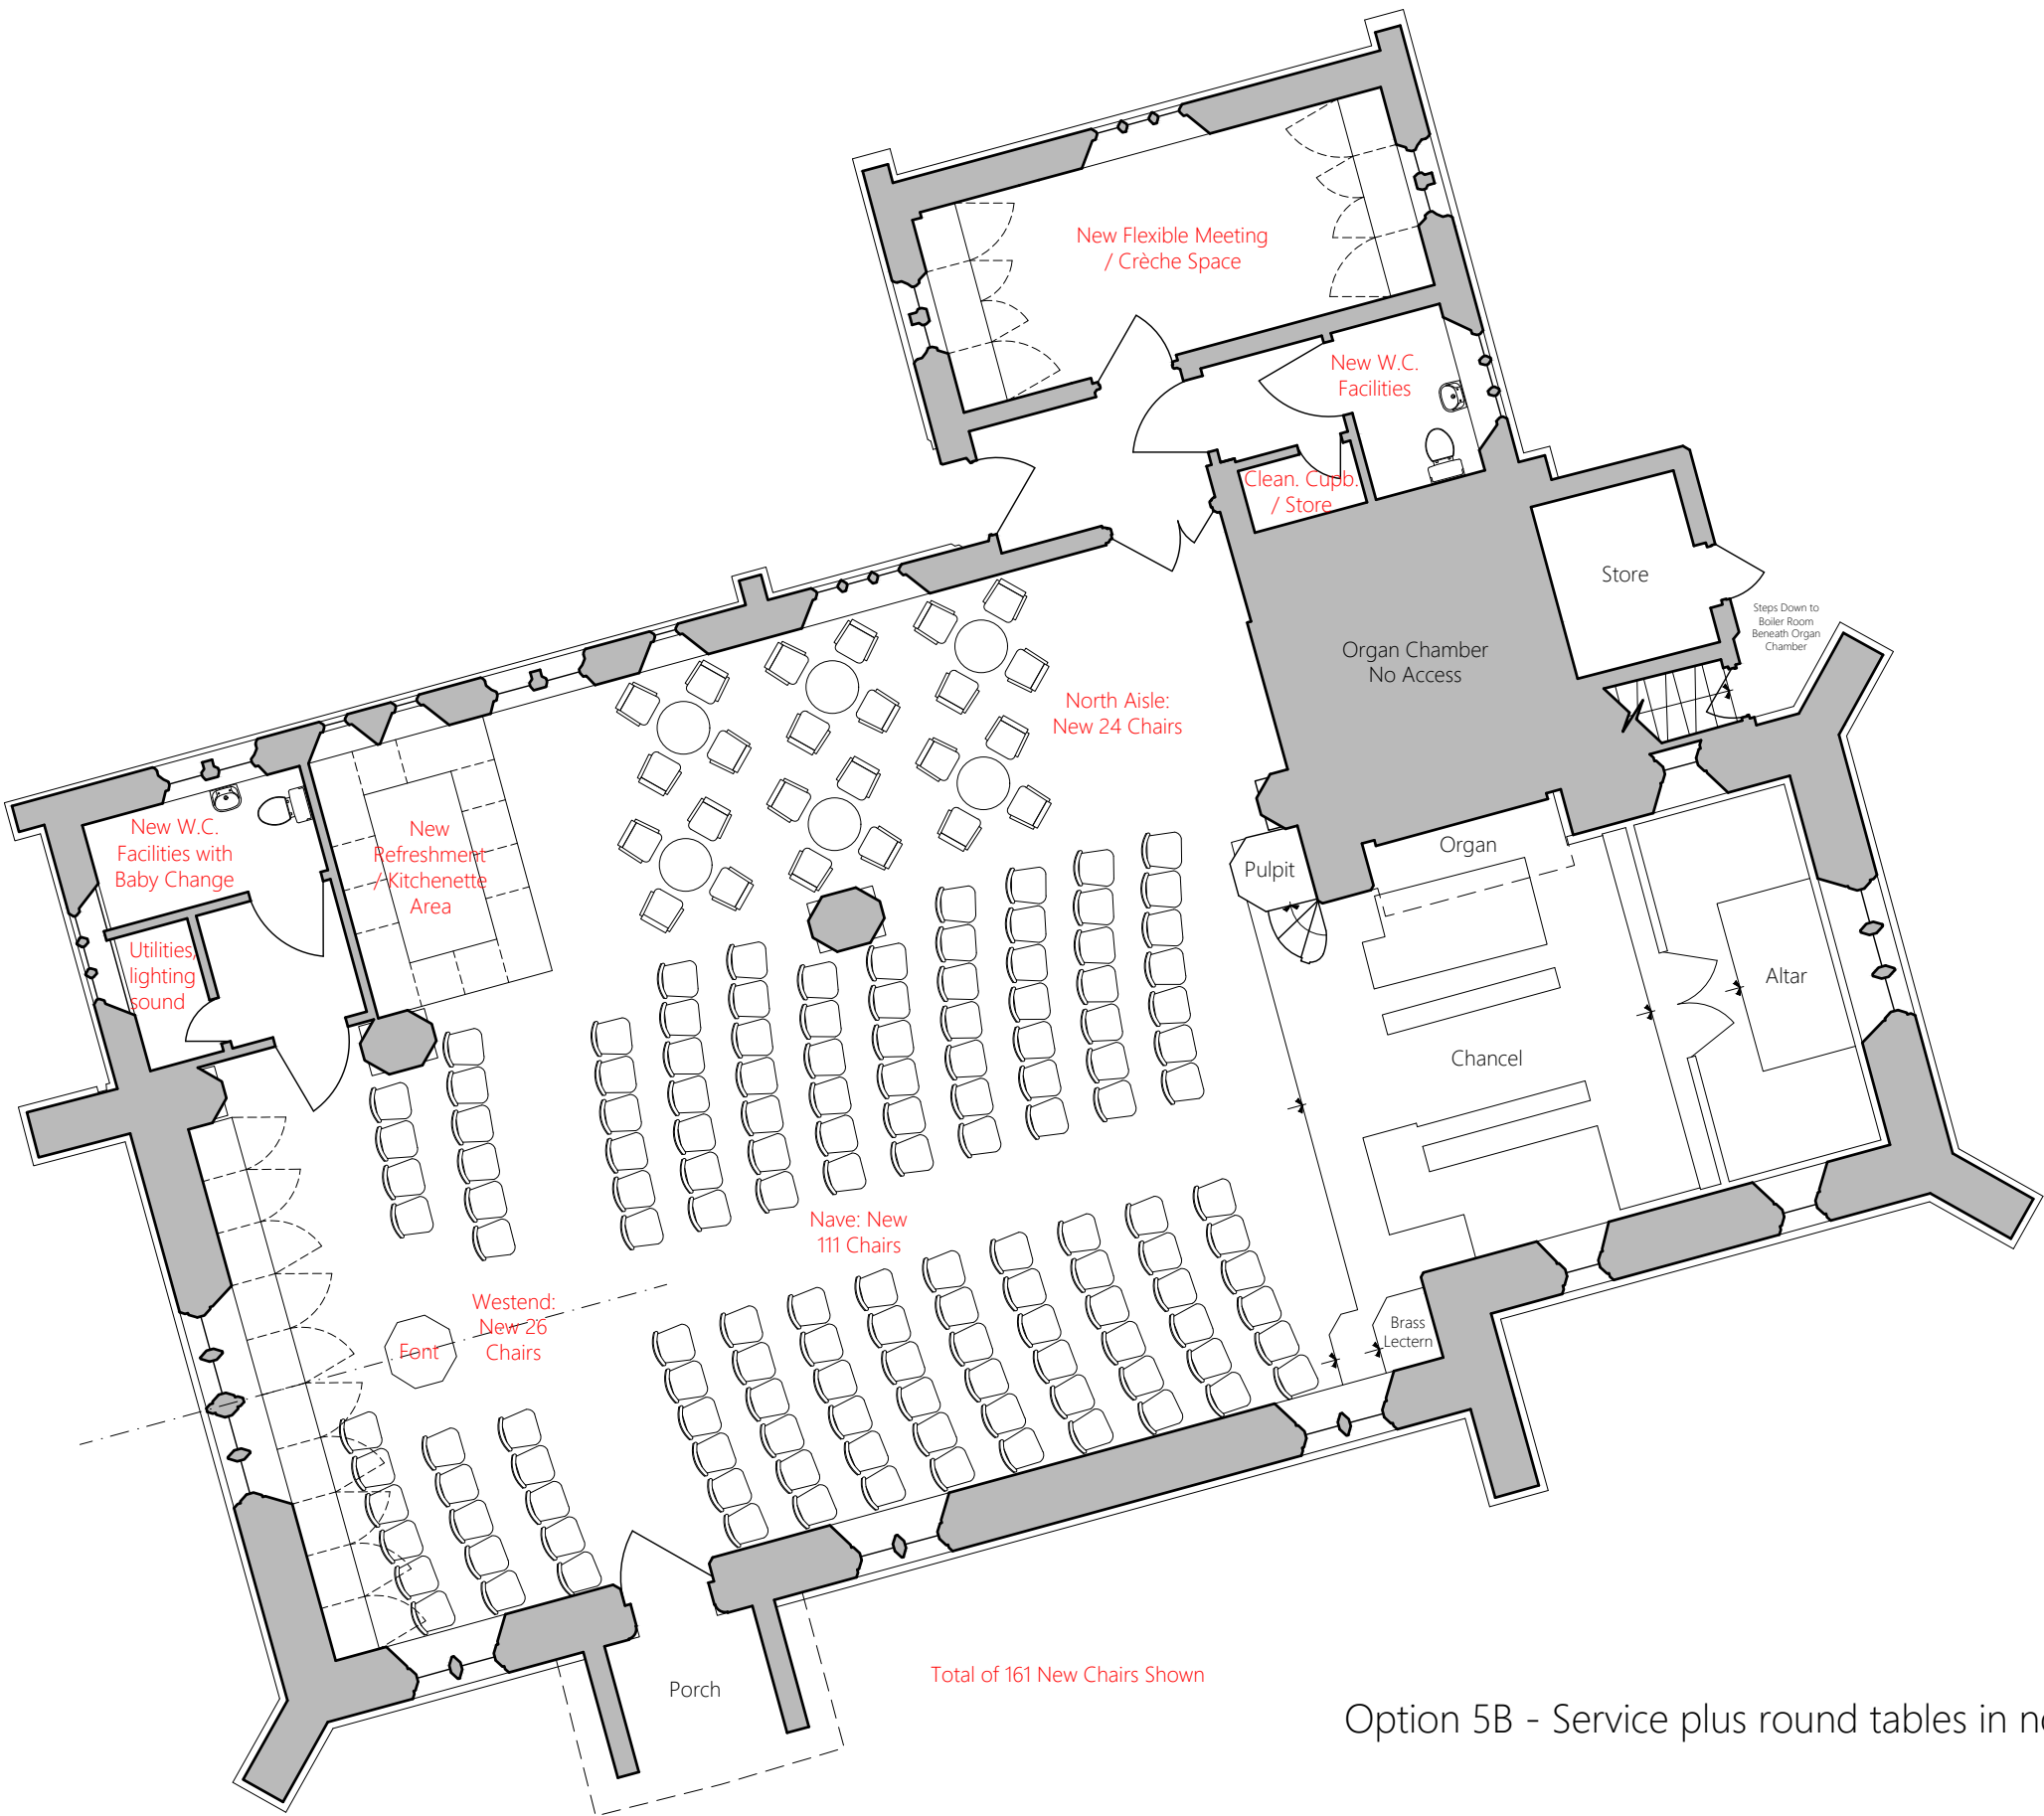 New Flexible Meeting
/ Crèche Space
New W.C.
Facilities
Clean. Cupb.
/ Store
Store
Steps Down to
Boiler Room
Beneath Organ
Chamber
Organ Chamber
No Access
North Aisle:
New 24 Chairs
New W.C.
Facilities with
Baby Change
New
Refreshment
/ Kitchenette
Area
Utilities,
lighting
sound
Pulpit
Organ
Altar
Chancel
Nave: New
111 Chairs
Westend:
New 26
Chairs
Font
Brass
Lectern
Porch
Total of 161 New Chairs Shown
Option 5B - Service plus round tables in